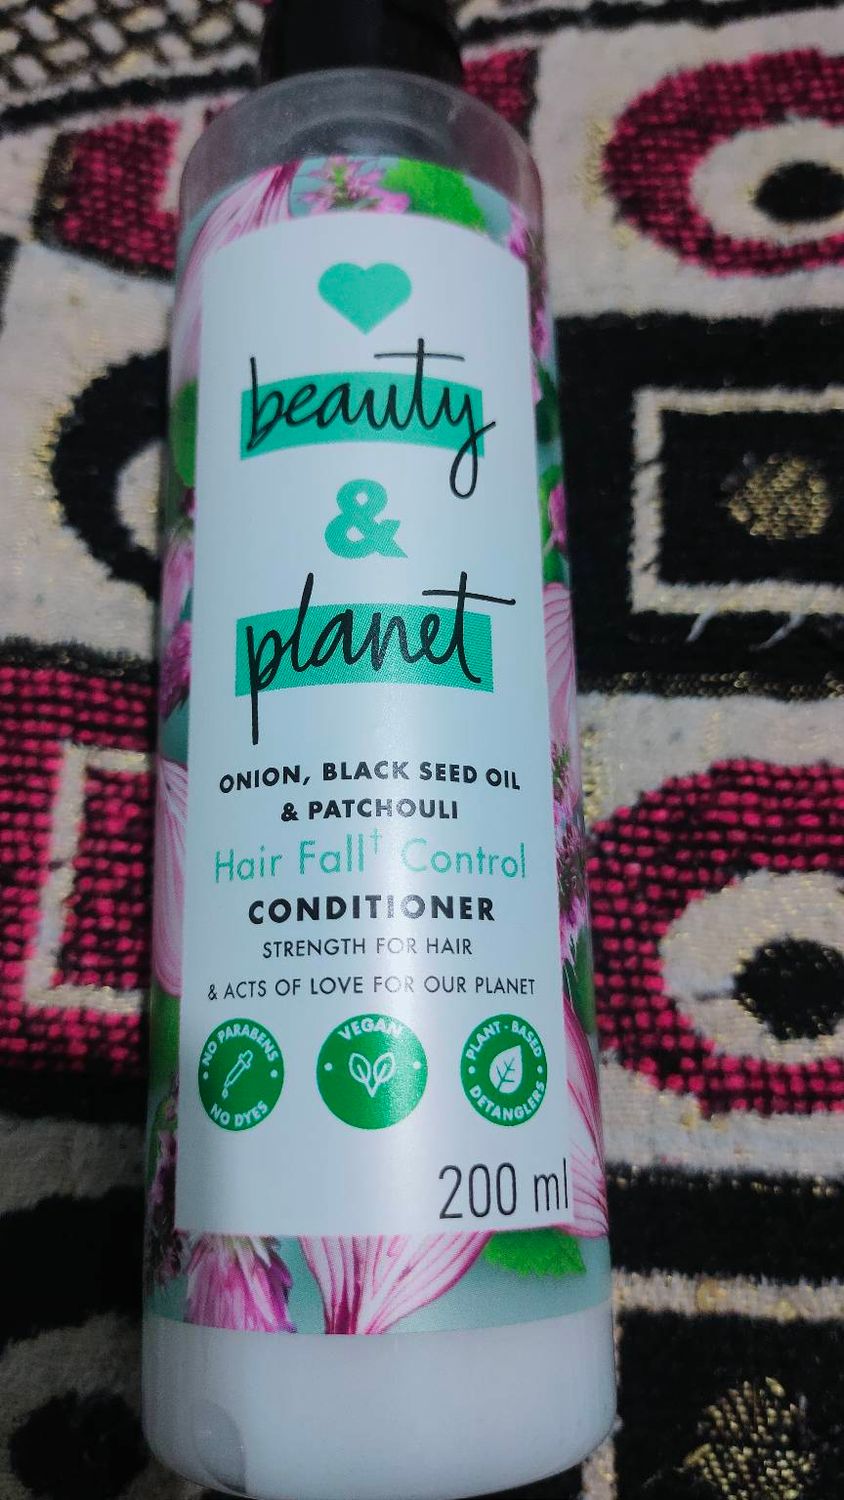 beauty
&
planet
ONION, BLACK SEED OIL
& PATCHOULI
Hair Fall† Control
CONDITIONER
STRENGTH FOR HAIR
& ACTS OF LOVE FOR OUR PLANET
NO PARABENS
NO DYES
VEGAN
PLANT-BASED
DETANGLERS
200 ml